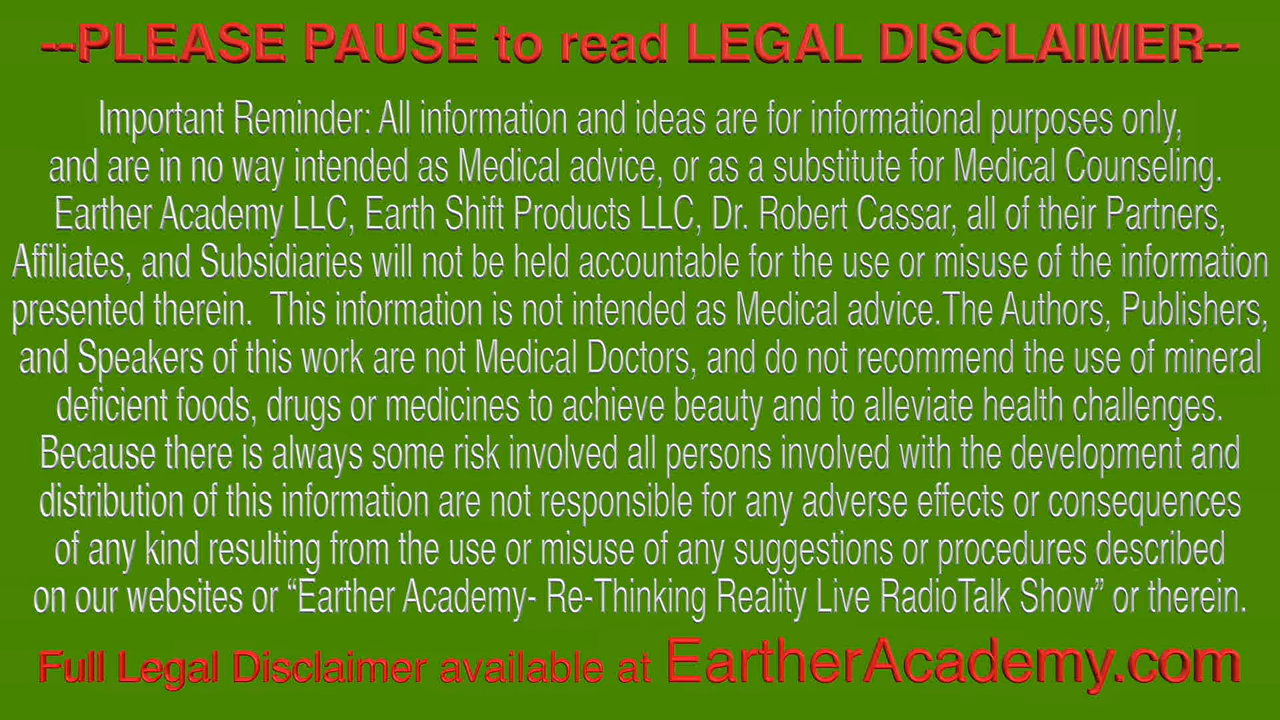 --PLEASE PAUSE to read LEGAL DISCLAIMER--
Important Reminder: All information and ideas are for informational purposes only,
and are in no way intended as Medical advice, or as a substitute for Medical Counseling.
Earther Academy LLC, Earth Shift Products LLC, Dr. Robert Cassar, all of their Partners,
Affiliates, and Subsidiaries will not be held accountable for the use or misuse of the information
presented therein.  This information is not intended as Medical advice.The Authors, Publishers,
and Speakers of this work are not Medical Doctors, and do not recommend the use of mineral
deficient foods, drugs or medicines to achieve beauty and to alleviate health challenges.
Because there is always some risk involved all persons involved with the development and
distribution of this information are not responsible for any adverse effects or consequences
of any kind resulting from the use or misuse of any suggestions or procedures described
on our websites or “Earther Academy- Re-Thinking Reality Live RadioTalk Show” or therein.
Full Legal Disclaimer available at EartherAcademy.com